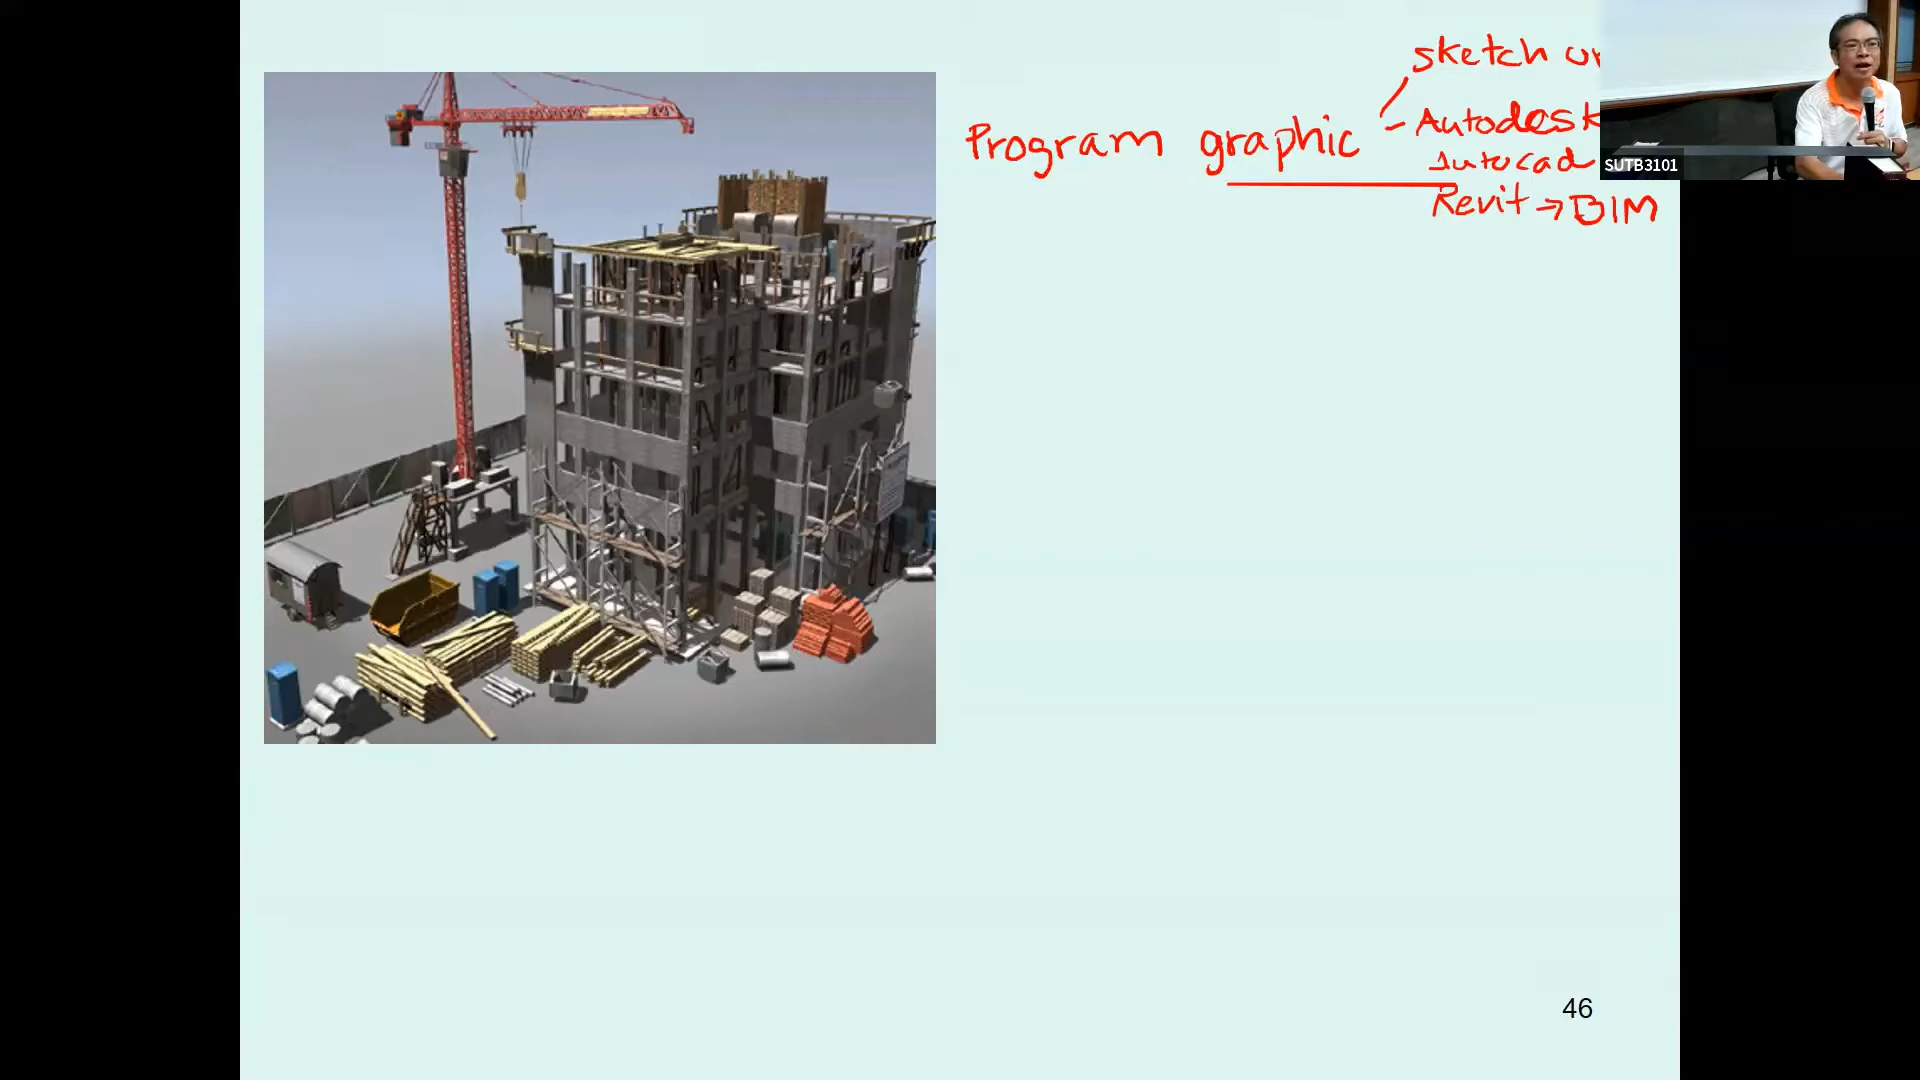 sketch
Program graphic - Autodesk
Autocad
Revit → BIM
SUTB3101
46